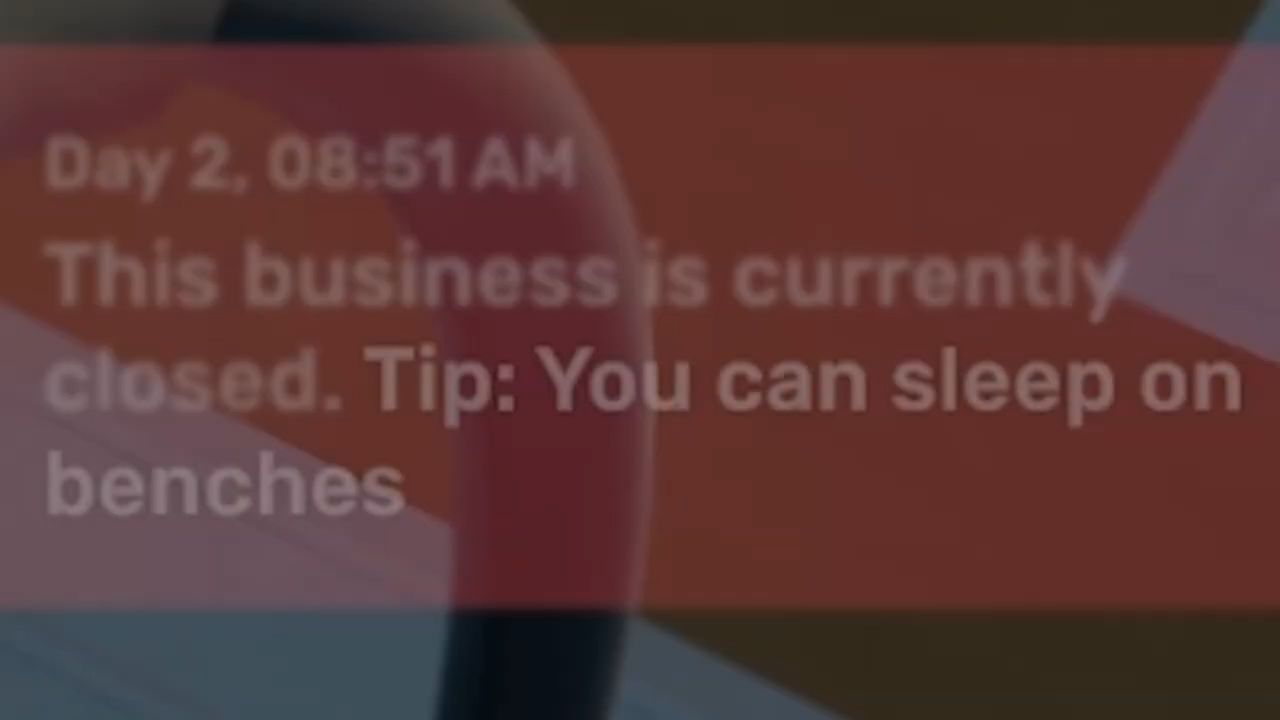 Day 2, 08:51 AM
This business is currently
closed. Tip: You can sleep on
benches